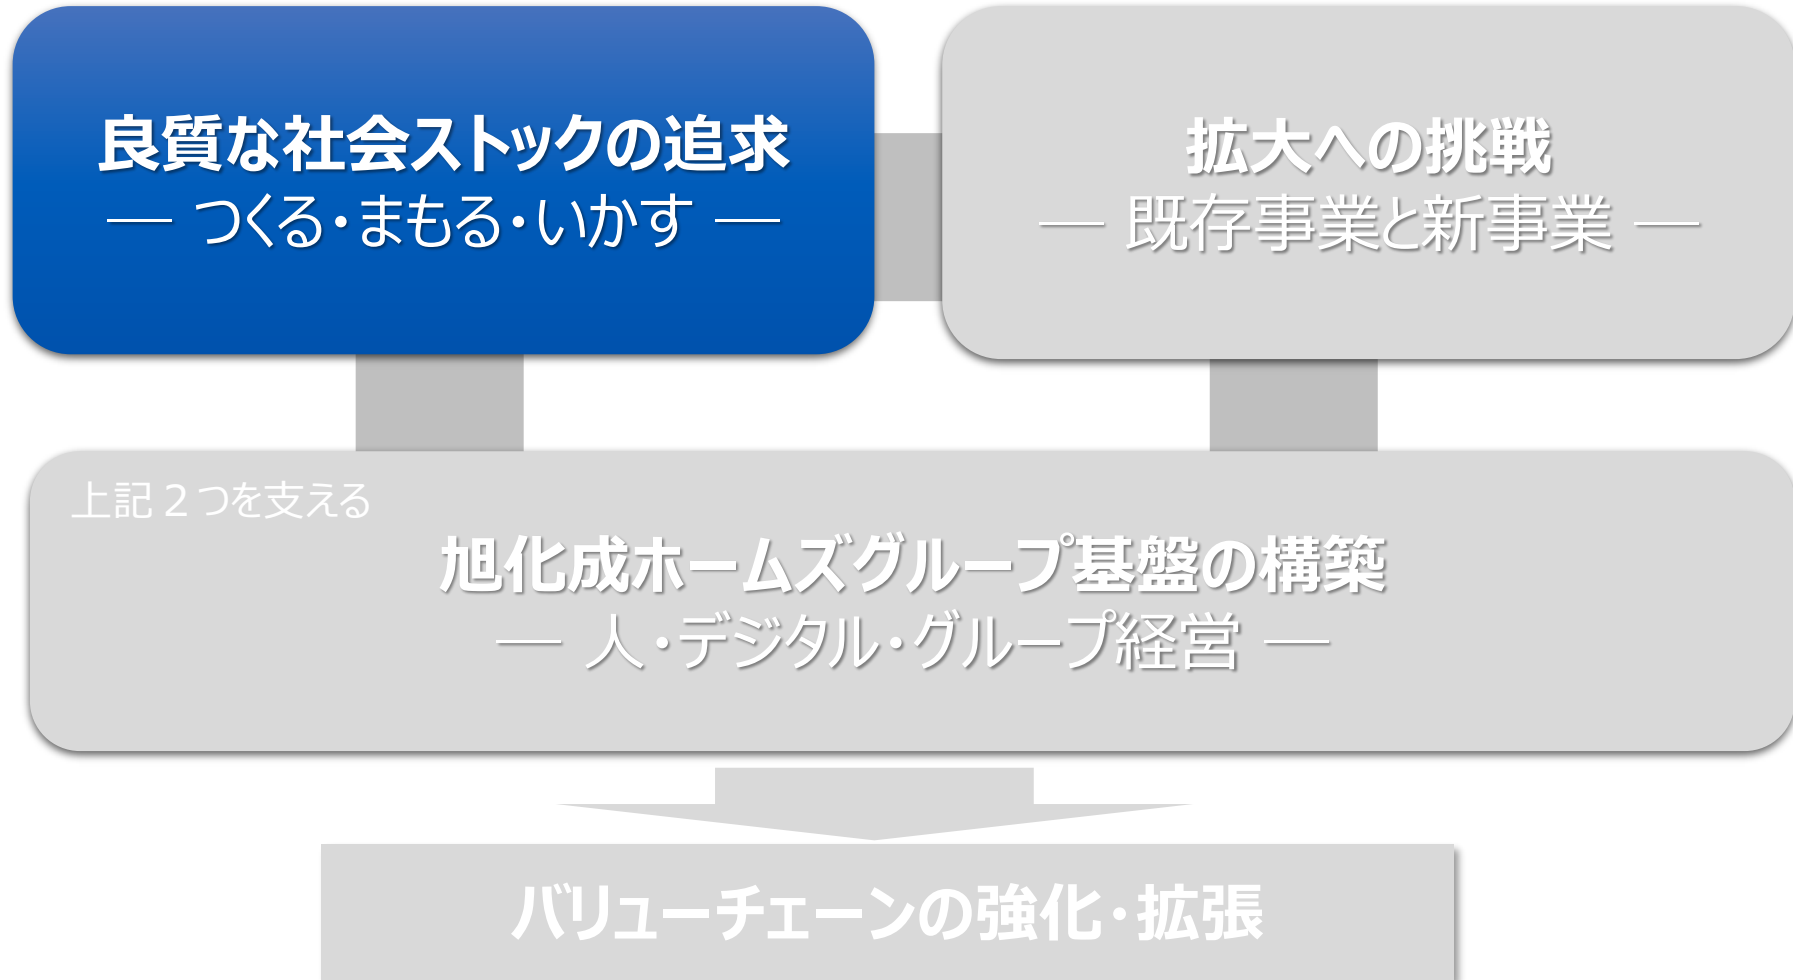 良質な社会ストックの追求
― つくる・まもる・いかす ―
拡大への挑戦
― 既存事業と新事業 ―
上記２つを支える
旭化成ホームズグループ基盤の構築
― 人・デジタル・グループ経営 ―
バリューチェーンの強化・拡張